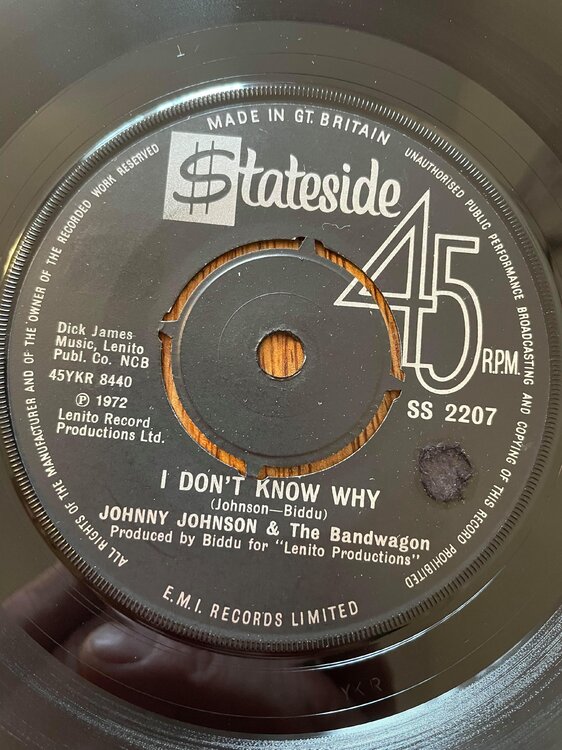 MADE IN GT. BRITAIN
UNAUTHORISED PUBLIC PERFORMANCE BROADCASTING AND COPYING OF THIS RECORD PROHIBITED
ALL RIGHTS OF THE MANUFACTURER AND OF THE OWNER OF THE RECORDED WORK RESERVED
$tateside
45
R.P.M.
Dick James
Music, Lenito
Publ. Co. NCB
45YKR 8440
Ⓟ 1972
Lenito Record
Productions Ltd.
SS 2207
I DON'T KNOW WHY
(Johnson—Biddu)
JOHNNY JOHNSON & The Bandwagon
Produced by Biddu for "Lenito Productions"
E.M.I. RECORDS LIMITED
YKR